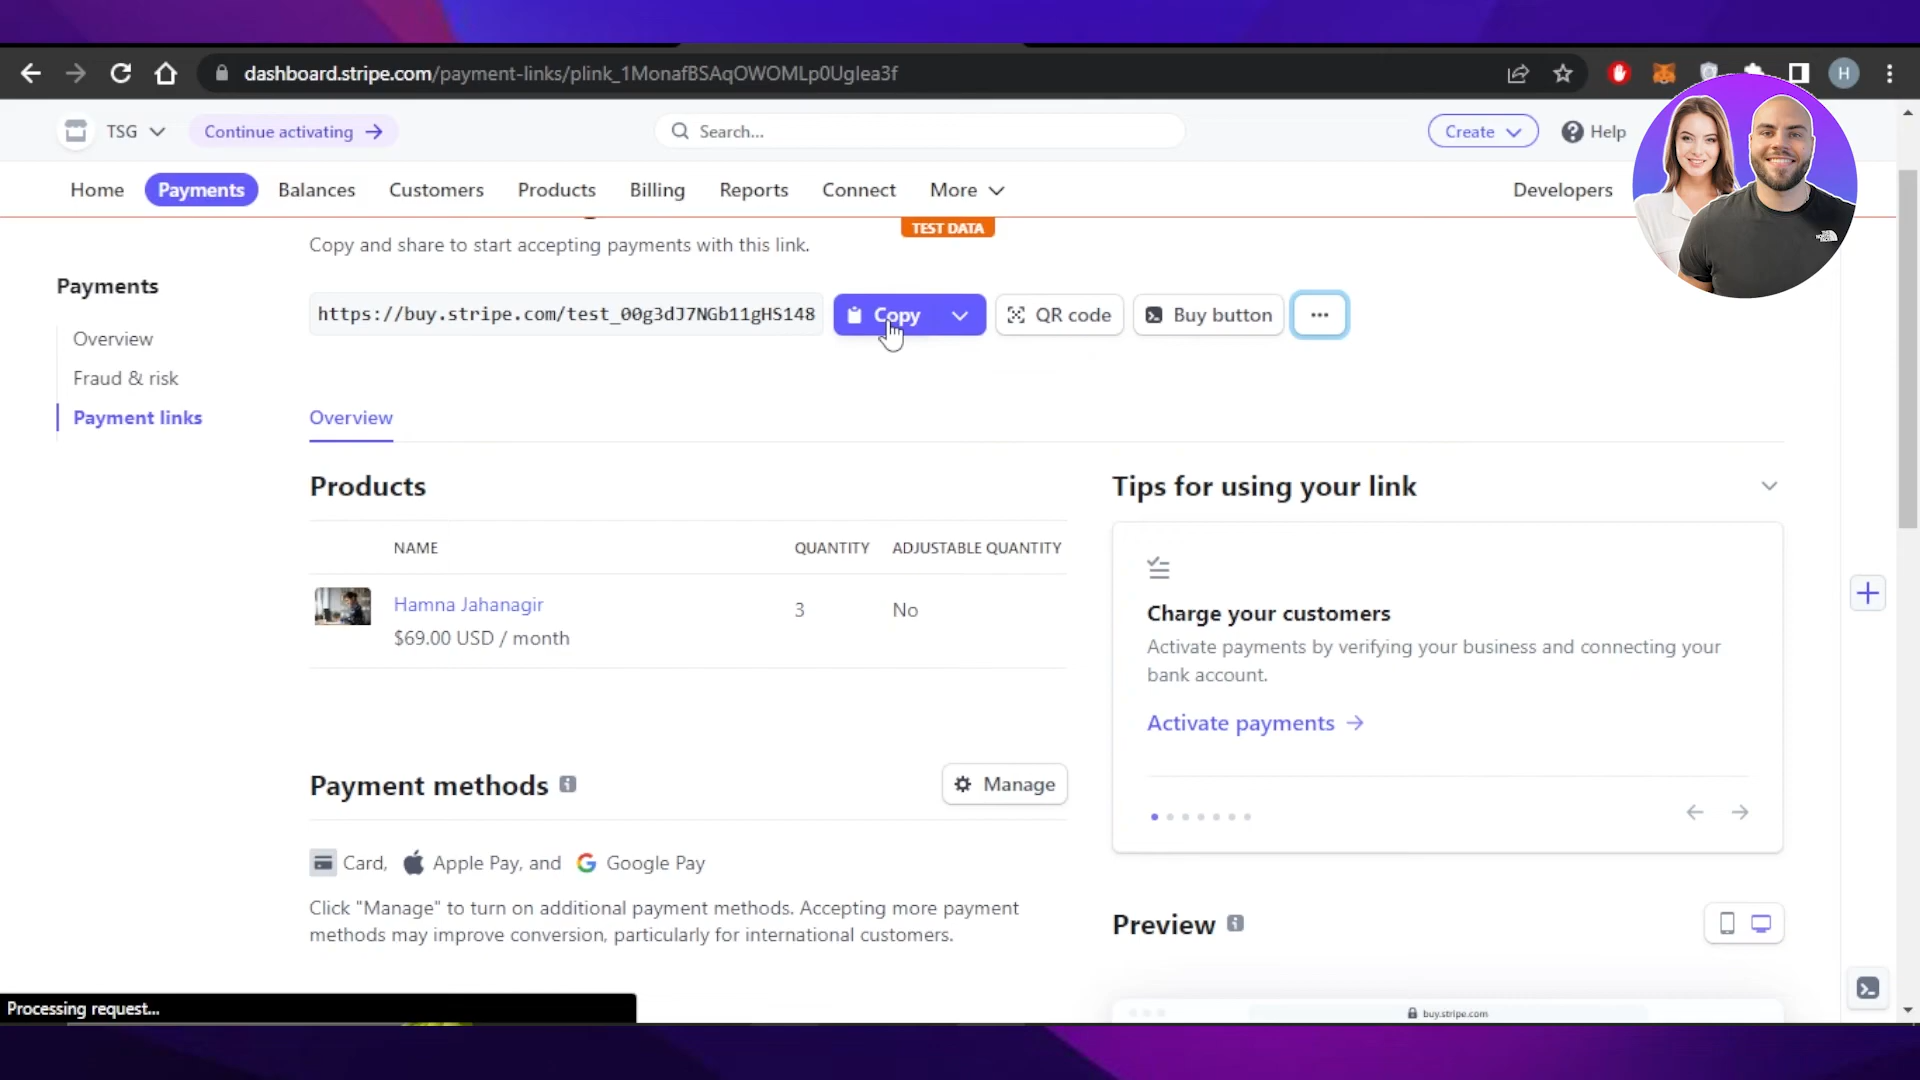 dashboard.stripe.com/payment-links/plink_1MonafBSAqOWOMLp0Uglea3f
H
TSG
Continue activating
Search...
Create
Help
Home
Payments
Balances
Customers
Products
Billing
Reports
Connect
More
Developers
TEST DATA
Copy and share to start accepting payments with this link.
Payments
Overview
Fraud & risk
Payment links
https://buy.stripe.com/test_00g3dJ7NGb11gHS148
Copy
QR code
Buy button
Overview
Products
NAME
QUANTITY
ADJUSTABLE QUANTITY
Hamna Jahanagir
3
No
$69.00 USD / month
Payment methods
Manage
Card, Apple Pay, and Google Pay
Click "Manage" to turn on additional payment methods. Accepting more payment
methods may improve conversion, particularly for international customers.
Tips for using your link
Charge your customers
Activate payments by verifying your business and connecting your
bank account.
Activate payments
Preview
buy.stripe.com
Processing request...